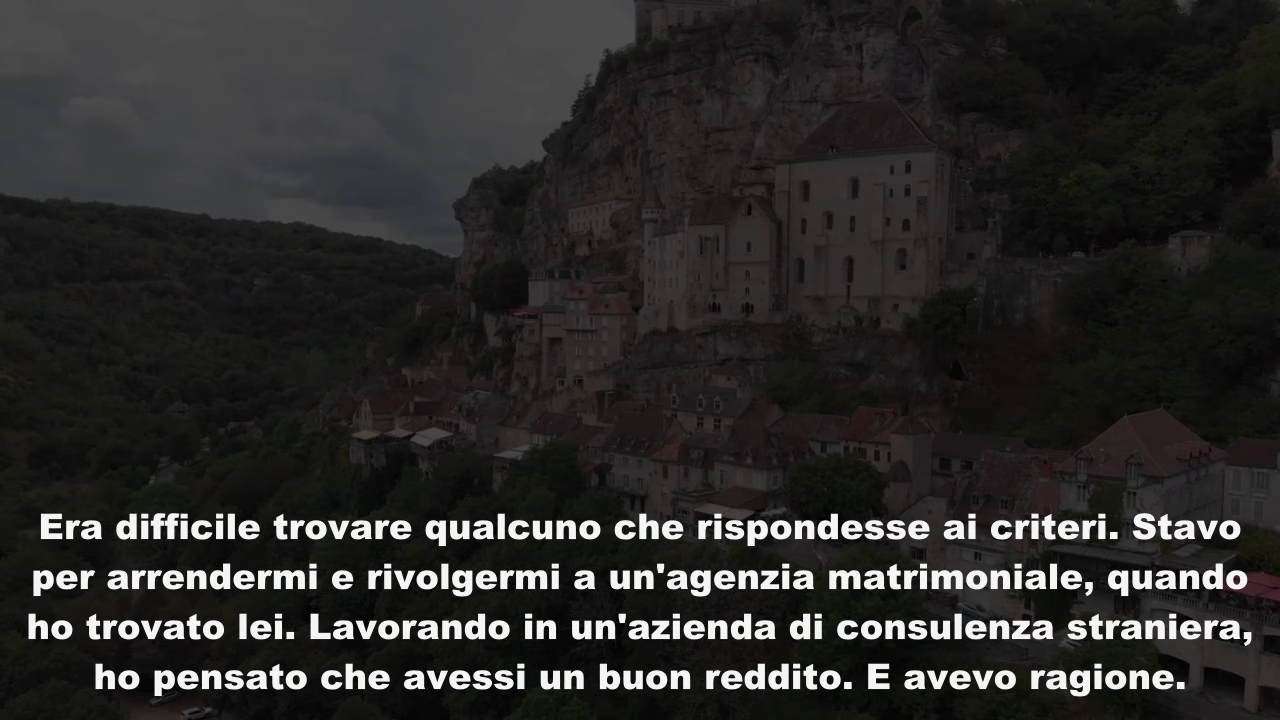 Era difficile trovare qualcuno che rispondesse ai criteri. Stavo
per arrendermi e rivolgermi a un'agenzia matrimoniale, quando
ho trovato lei. Lavorando in un'azienda di consulenza straniera,
ho pensato che avessi un buon reddito. E avevo ragione.